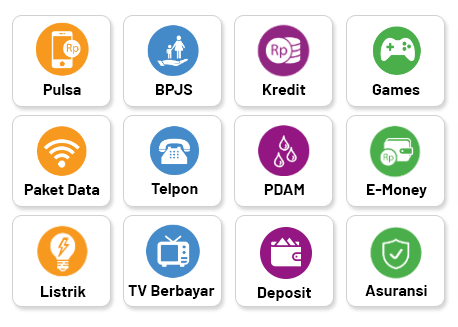 Rp
Pulsa
BPJS
Rp
Kredit
Games
Paket Data
Telpon
PDAM
Rp
E-Money
Listrik
TV Berbayar
Deposit
Asuransi